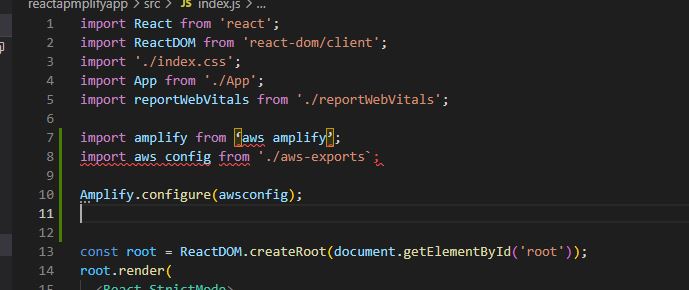 reactapmplifyapp > src > JS index.js > ...
1 import React from 'react';
2 import ReactDOM from 'react-dom/client';
3 import './index.css';
4 import App from './App';
5 import reportWebVitals from './reportWebVitals';
6
7 import amplify from ‘aws amplify’;
8 import aws config from './aws-exports`;
9
10 Amplify.configure(awsconfig);
11
12
13 const root = ReactDOM.createRoot(document.getElementById('root'));
14 root.render(
15 <React.StrictMode>